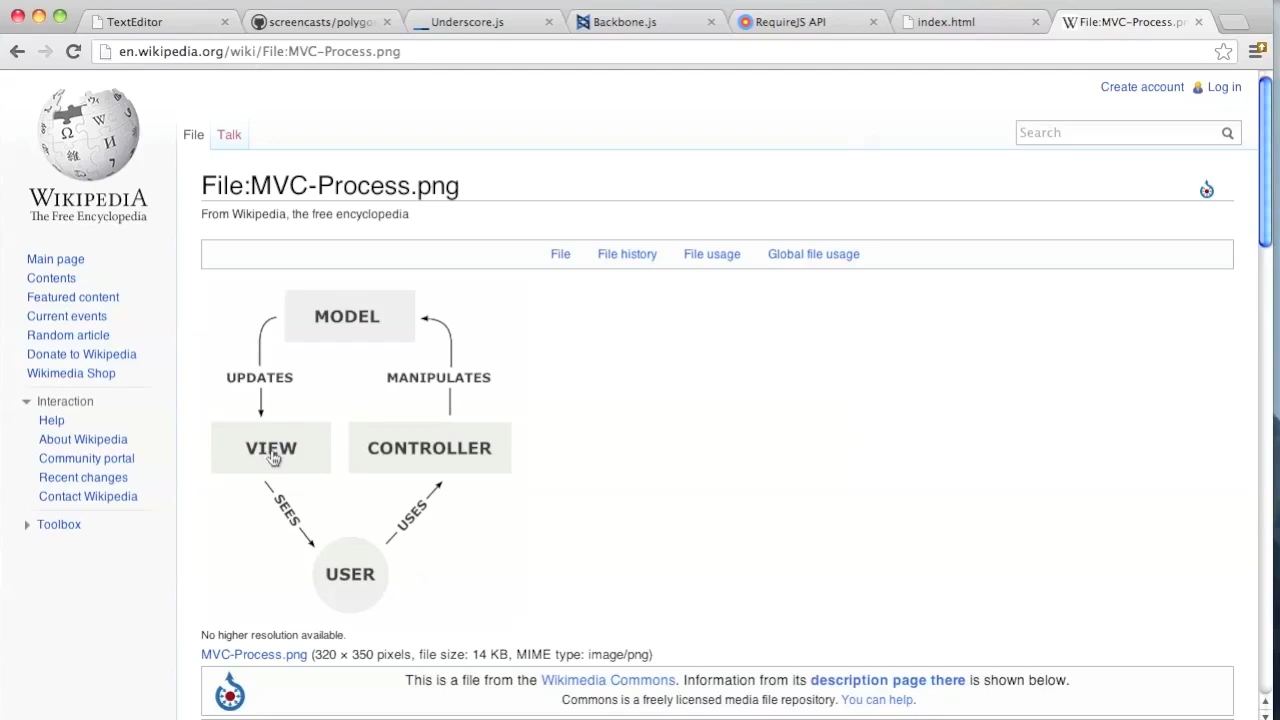 TextEditor
screencasts/polygo
Underscore.js
Backbone.js
RequireJS API
index.html
File:MVC-Process.p
en.wikipedia.org/wiki/File:MVC-Process.png
Create account Log in
File Talk
Search
WIKIPEDIA
The Free Encyclopedia
File:MVC-Process.png
From Wikipedia, the free encyclopedia
Main page
Contents
Featured content
Current events
Random article
Donate to Wikipedia
Wikimedia Shop
Interaction
Help
About Wikipedia
Community portal
Recent changes
Contact Wikipedia
Toolbox
File File history File usage Global file usage
MODEL
UPDATES MANIPULATES
VIEW CONTROLLER
SEES USES
USER
No higher resolution available.
MVC-Process.png (320 × 350 pixels, file size: 14 KB, MIME type: image/png)
This is a file from the Wikimedia Commons. Information from its description page there is shown below.
Commons is a freely licensed media file repository. You can help.